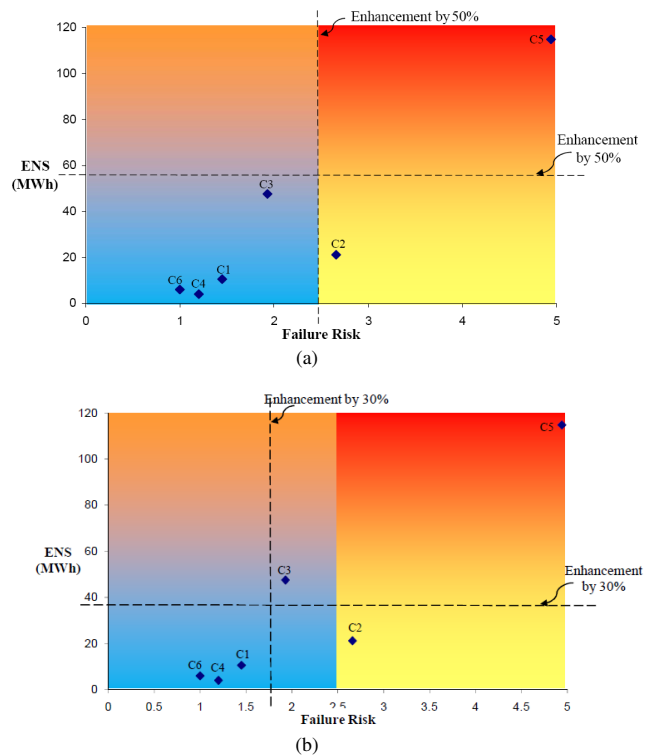 Enhancement by 50%
120
C5
100
80
Enhancement
by 50%
ENS
(MWh)
60
C3
40
C2
20
C6
C4
C1
0
0
1
2
3
4
5
Failure Risk
(a)
Enhancement by 30%
120
C5
100
80
ENS
(MWh)
60
C3
Enhancement
by 30%
40
C2
20
C6
C4
C1
0
0 0.5 1 1.5 2 2.5 3 3.5 4 4.5 5
Failure Risk
(b)